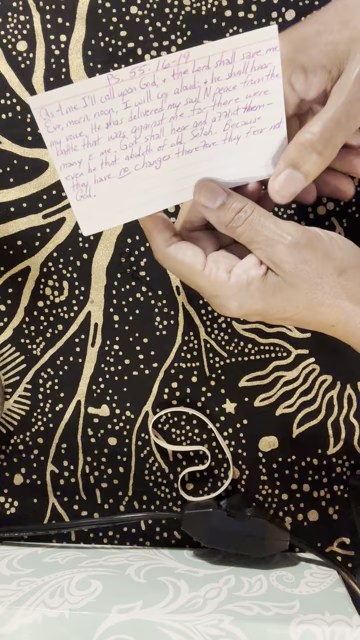 Ps. 55:16-19
As 4 me I'll call upon God, & the Lord shall save me.
Eve, morn, noon, I will cry aloud; & he shall hear
my voice. He has delivered my soul N peace from the
battle that was against me for there were
many c me. God shall hear and afflict them-
even he that abideth of old Selah. Because
they have no changes therefore they fear not
God.